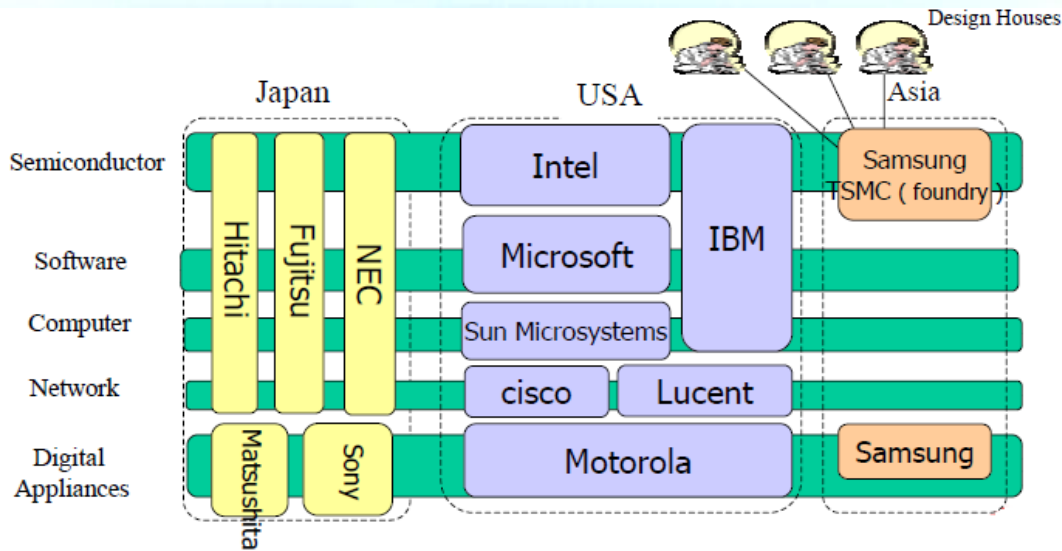 Design Houses
Japan
USA
Asia
Semiconductor
Software
Computer
Network
Digital
Appliances
Hitachi
Fujitsu
NEC
Matsushita
Sony
Intel
Microsoft
IBM
Sun Microsystems
cisco
Lucent
Motorola
Samsung
TSMC ( foundry )
Samsung